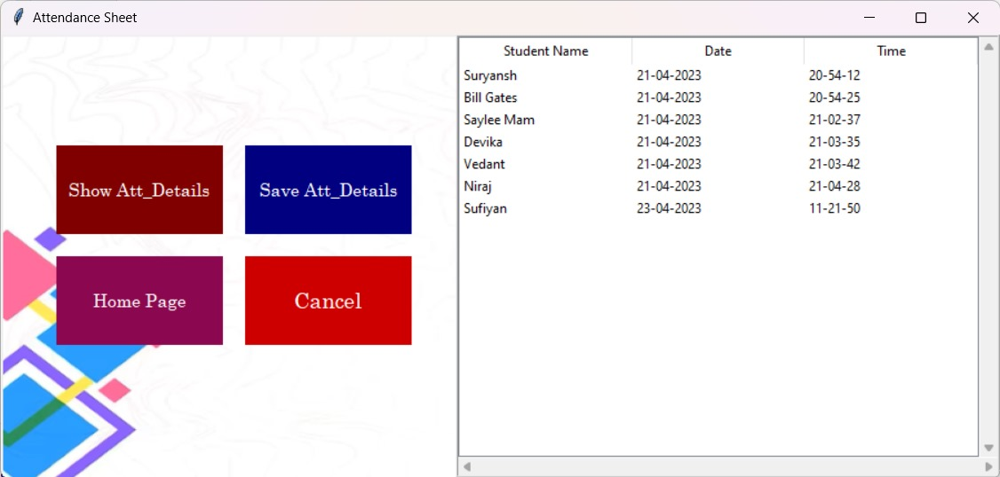 Attendance Sheet
Show Att_Details
Save Att_Details
Home Page
Cancel
Student Name Date Time
Suryansh 21-04-2023 20-54-12
Bill Gates 21-04-2023 20-54-25
Saylee Mam 21-04-2023 21-02-37
Devika 21-04-2023 21-03-35
Vedant 21-04-2023 21-03-42
Niraj 21-04-2023 21-04-28
Sufiyan 23-04-2023 11-21-50